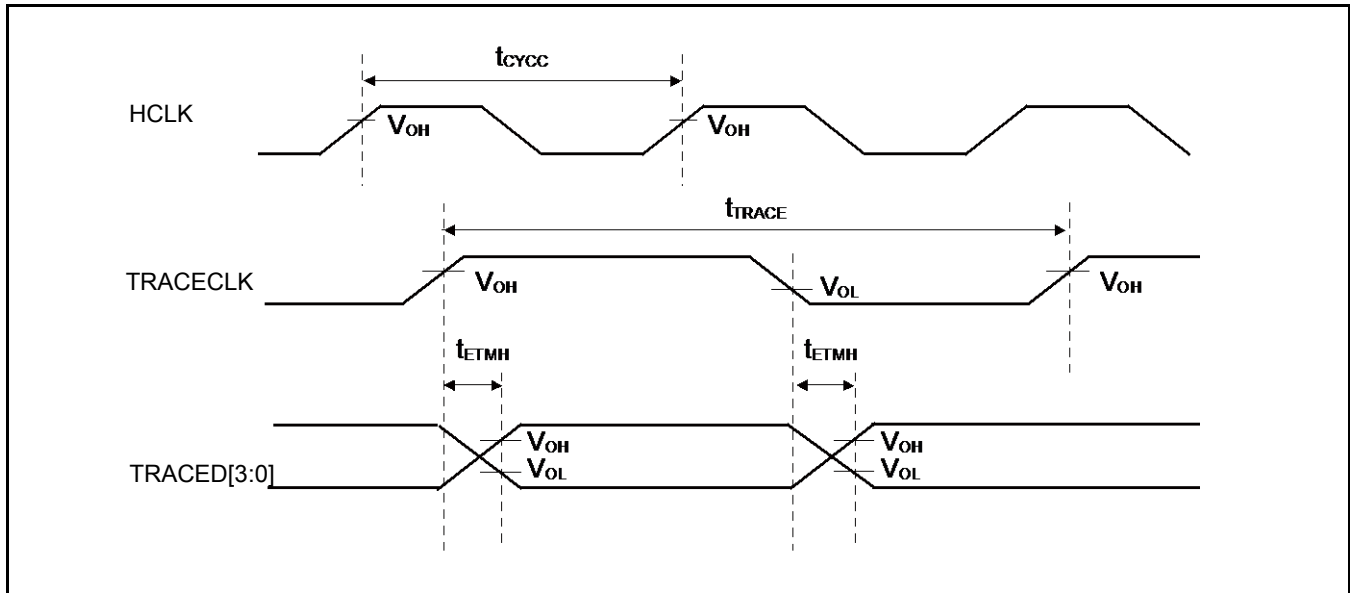 tCYCC
HCLK
VOH VOH
tTRACE
TRACECLK
VOH VOL VOH
tETMH tETMH
VOH VOH
TRACED[3:0]
VOL VOL